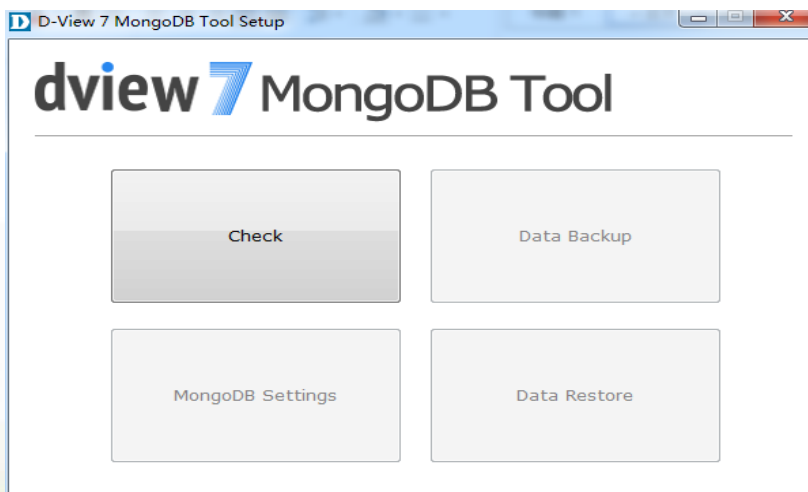 D-View 7 MongoDB Tool Setup
dview 7 MongoDB Tool
Check
Data Backup
MongoDB Settings
Data Restore